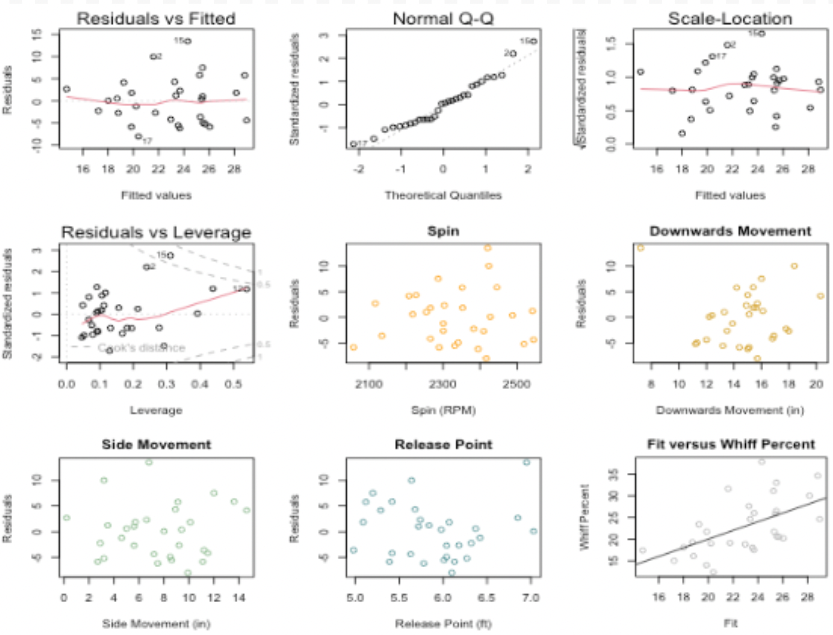 Residuals vs Fitted
Residuals
-10 -5 0 5 10 15
15
2
17
16 18 20 22 24 26 28
Fitted values
Normal Q-Q
Standardized residuals
-1 0 1 2 3
15
2
17
-2 -1 0 1 2
Theoretical Quantiles
Scale-Location
√|Standardized residuals|
0.0 0.5 1.0 1.5
15
2
17
16 18 20 22 24 26 28
Fitted values
Residuals vs Leverage
Standardized residuals
-2 -1 0 1 2 3
15
2
Cook's distance
1
0.5
0.5
1
0.0 0.1 0.2 0.3 0.4 0.5
Leverage
Spin
Residuals
-5 0 5 10
2100 2300 2500
Spin (RPM)
Downwards Movement
Residuals
-5 0 5 10
8 10 12 14 16 18 20
Downwards Movement (in)
Side Movement
Residuals
-5 0 5 10
0 2 4 6 8 10 12 14
Side Movement (in)
Release Point
Residuals
-5 0 5 10
5.0 5.5 6.0 6.5 7.0
Release Point (ft)
Fit versus Whiff Percent
Whiff Percent
15 20 25 30 35
16 18 20 22 24 26 28
Fit